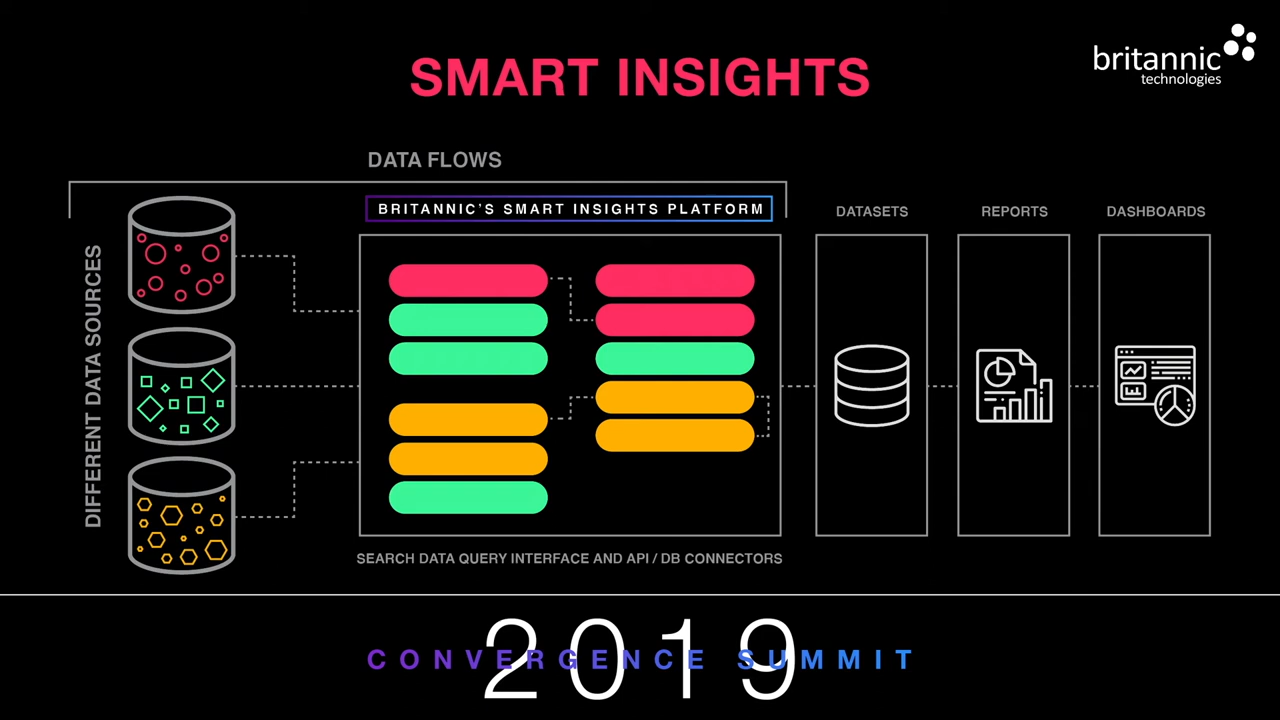 britannic
technologies
SMART INSIGHTS
DATA FLOWS
BRITANNIC'S SMART INSIGHTS PLATFORM
DATASETS
REPORTS
DASHBOARDS
DIFFERENT DATA SOURCES
SEARCH DATA QUERY INTERFACE AND API / DB CONNECTORS
2019
CONVERGENCE SUMMIT